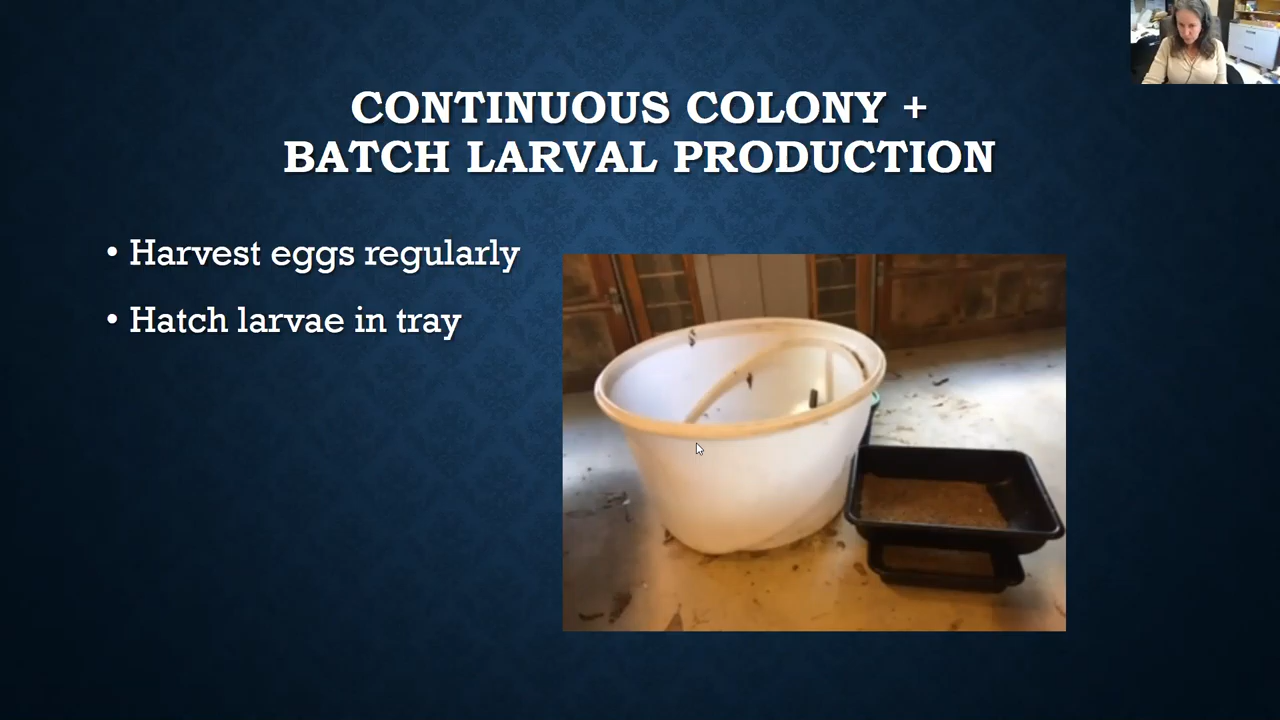 CONTINUOUS COLONY +
BATCH LARVAL PRODUCTION
• Harvest eggs regularly
• Hatch larvae in tray